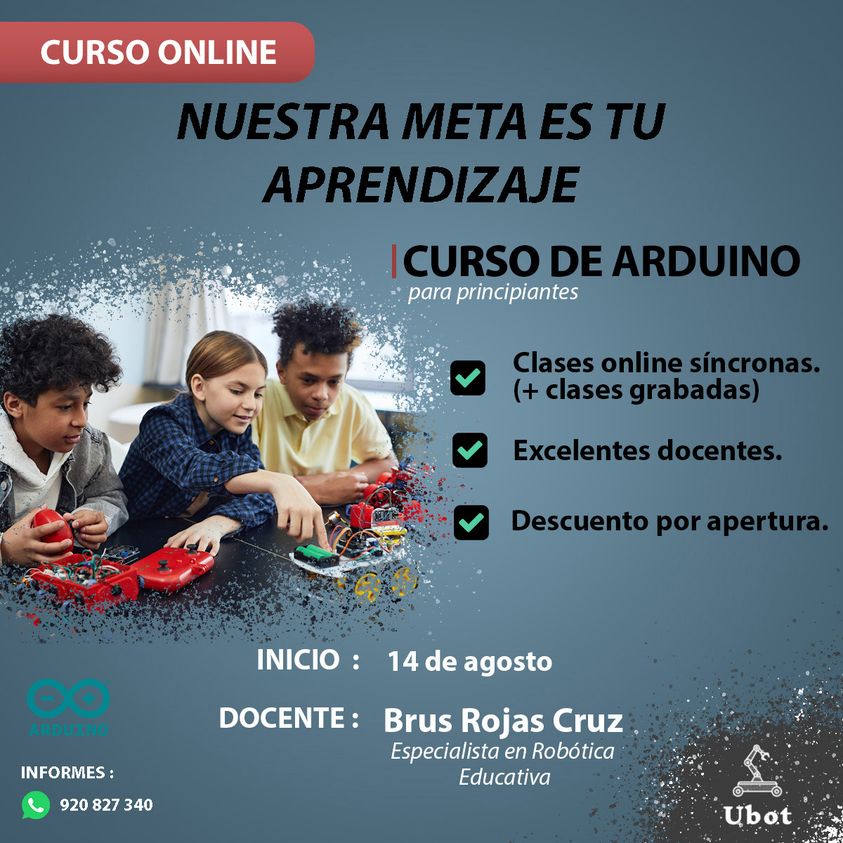 CURSO ONLINE
NUESTRA META ES TU
APRENDIZAJE
CURSO DE ARDUINO
para principiantes
Clases online síncronas.
(+ clases grabadas)
Excelentes docentes.
Descuento por apertura.
INICIO : 14 de agosto
DOCENTE : Brus Rojas Cruz
Especialista en Robótica
Educativa
ARDUINO
INFORMES :
920 827 340
Ubot